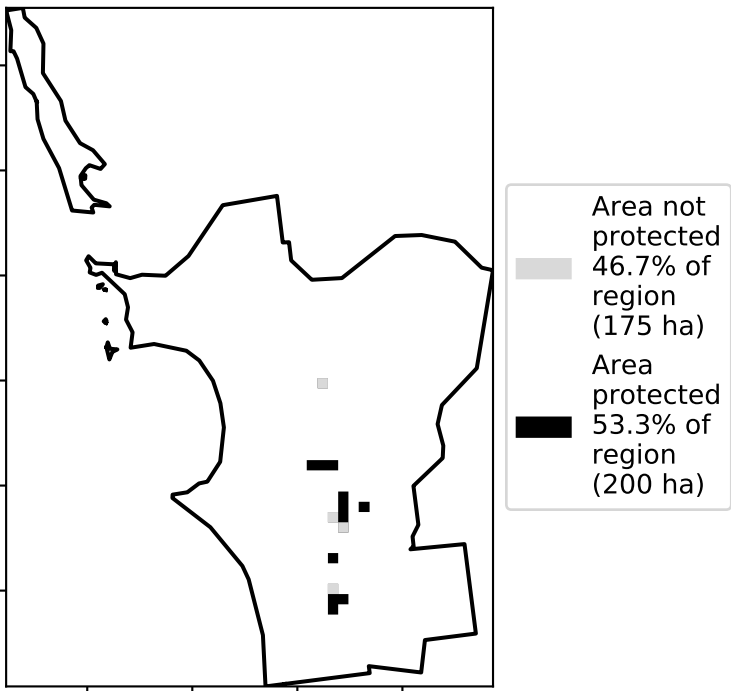 Area not
protected
46.7% of
region
(175 ha)
Area
protected
53.3% of
region
(200 ha)